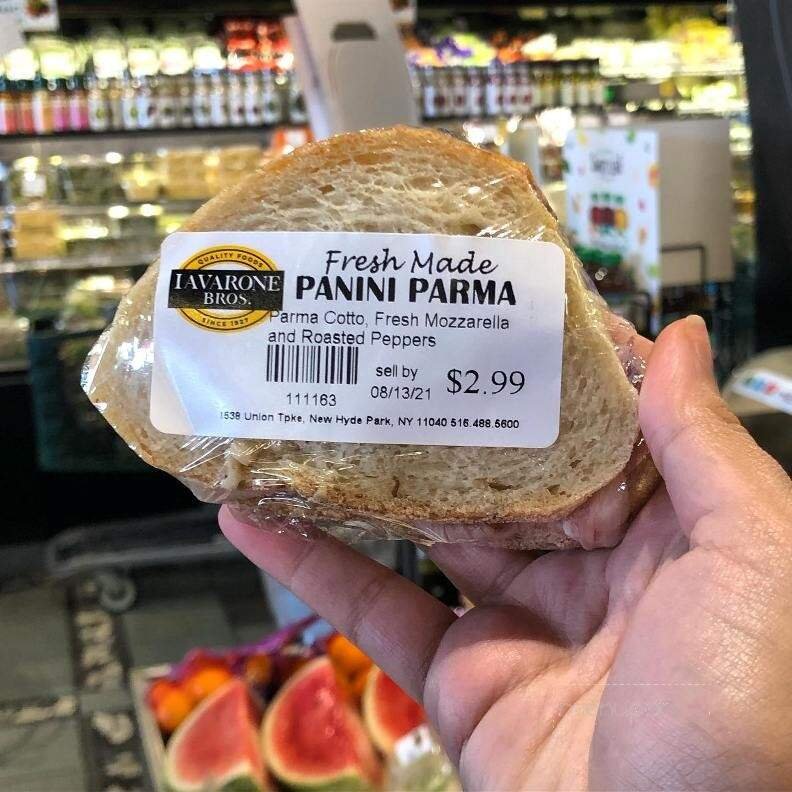 QUALITY FOODS
IAVARONE
BROS.
SINCE 1927
Fresh Made
PANINI PARMA
Parma Cotto, Fresh Mozzarella
and Roasted Peppers
sell by
111163
08/13/21
$2.99
1538 Union Tpke, New Hyde Park, NY 11040 516.488.5600